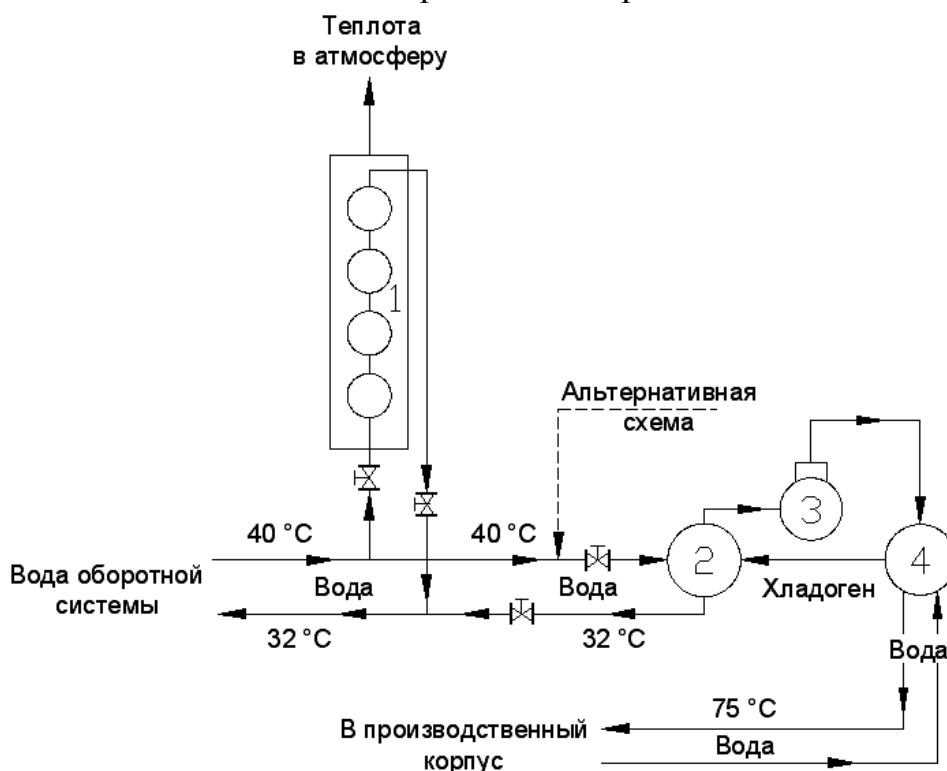 Теплота
в атмосферу
1
Альтернативная
схема
3
40 °C
40 °C
2
4
Вода оборотной
системы
Вода
Вода
Хладоген
32 °C
32 °C
Вода
75 °C
В производственный
корпус
Вода